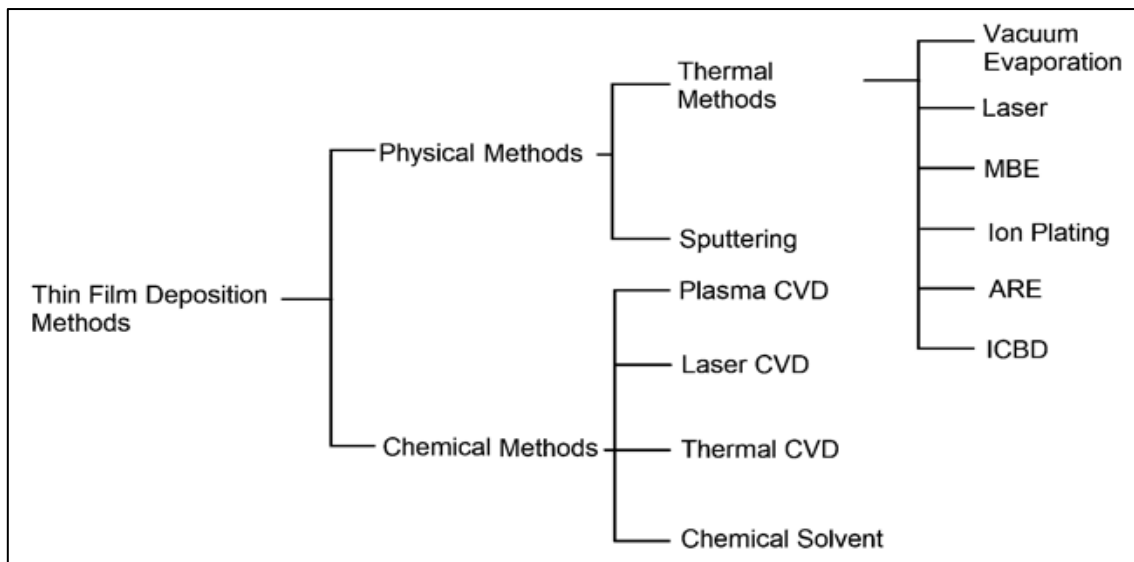 Thin Film Deposition
Methods
Physical Methods
Thermal
Methods
Vacuum
Evaporation
Laser
MBE
Ion Plating
ARE
ICBD
Sputtering
Chemical Methods
Plasma CVD
Laser CVD
Thermal CVD
Chemical Solvent